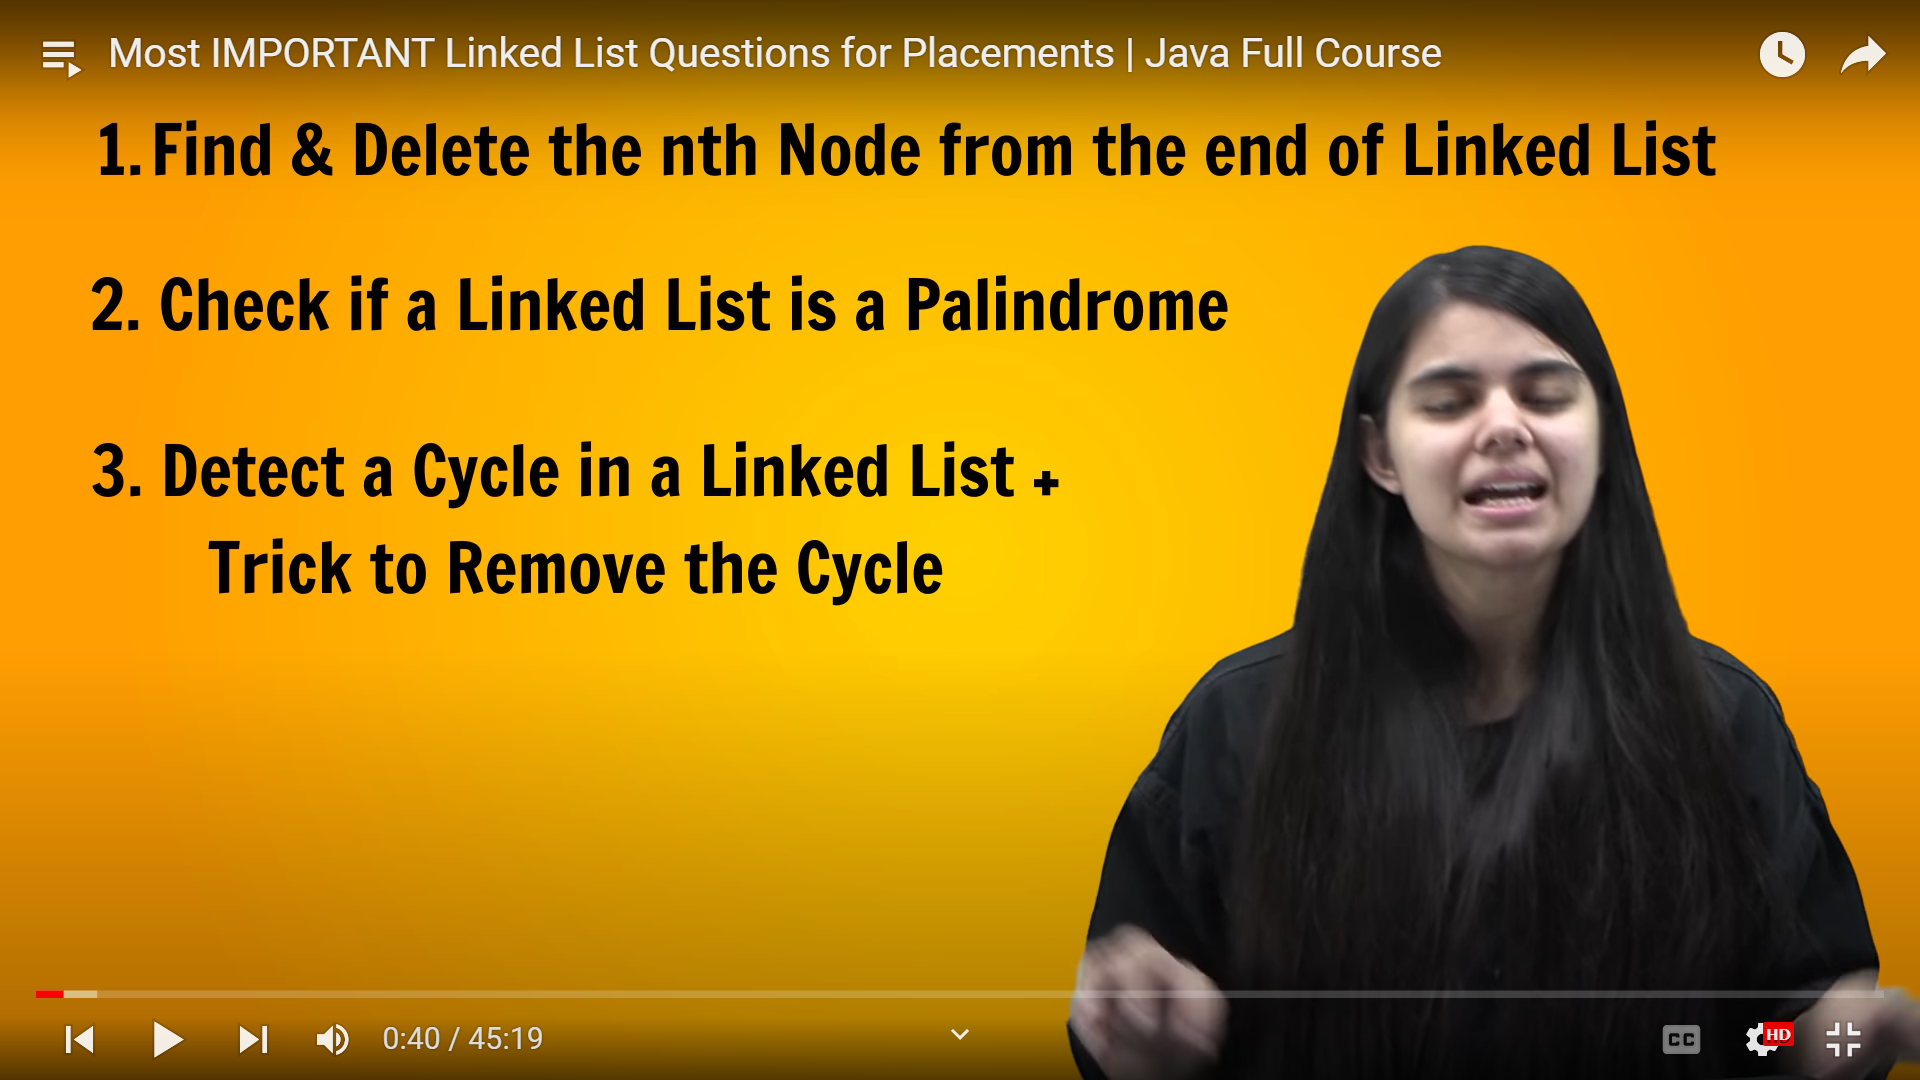 Most IMPORTANT Linked List Questions for Placements | Java Full Course
1. Find & Delete the nth Node from the end of Linked List
2. Check if a Linked List is a Palindrome
3. Detect a Cycle in a Linked List +
Trick to Remove the Cycle
0:40 / 45:19
CC
HD